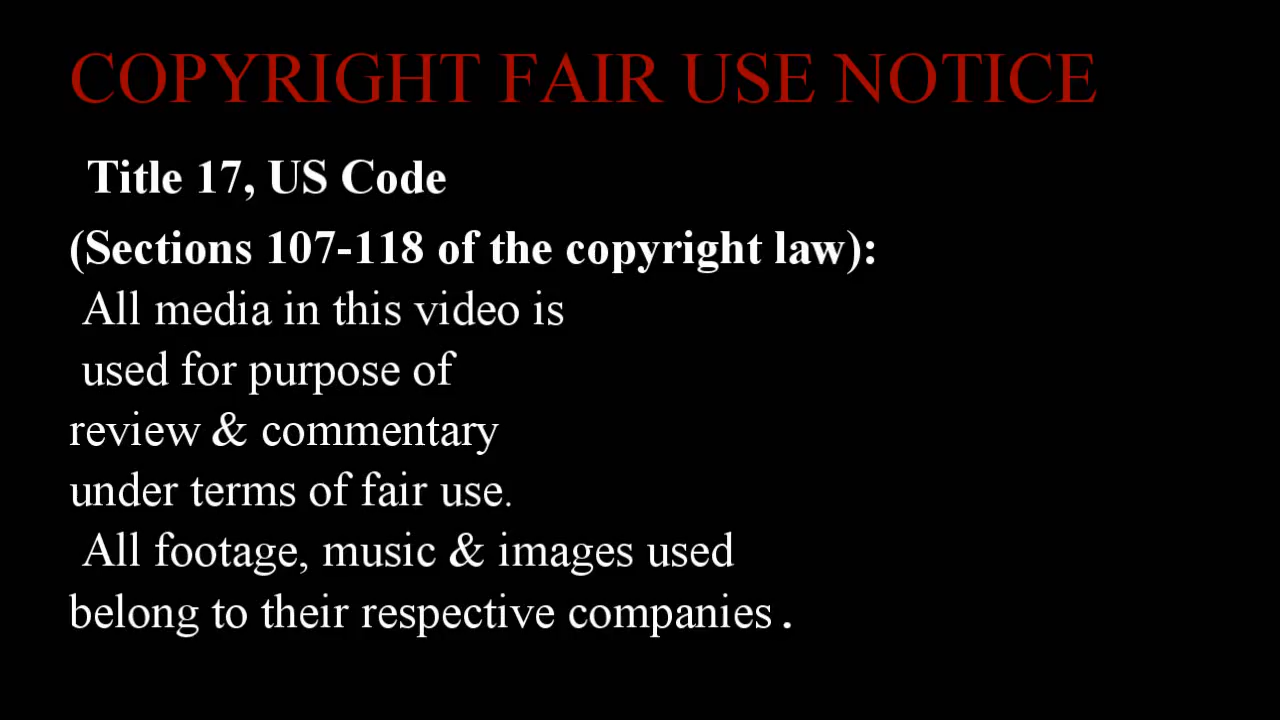 COPYRIGHT FAIR USE NOTICE
Title 17, US Code
(Sections 107-118 of the copyright law):
All media in this video is
used for purpose of
review & commentary
under terms of fair use.
All footage, music & images used
belong to their respective companies .